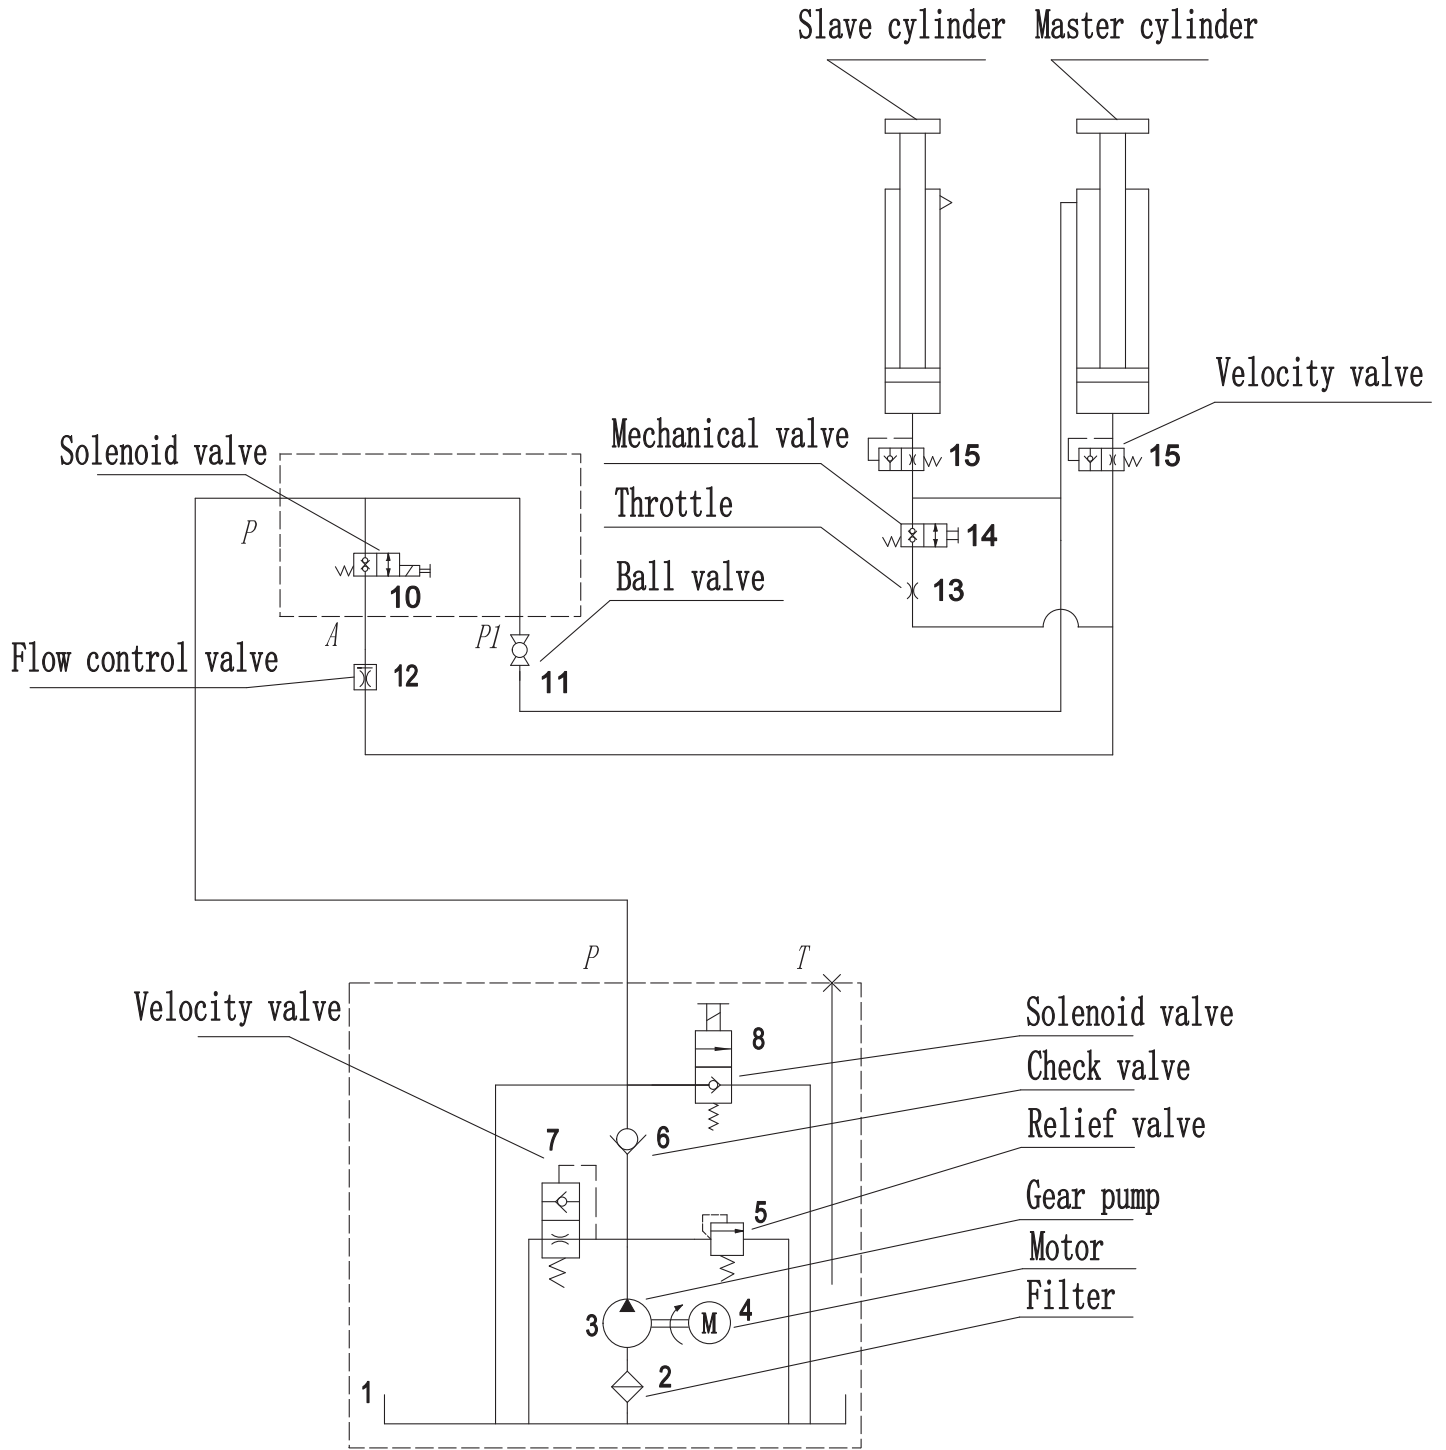 Slave cylinder Master cylinder
Velocity valve
Mechanical valve
Solenoid valve
15 15
Throttle
P
14
Ball valve
10
13
A P1
Flow control valve
12 11
P T
Velocity valve
Solenoid valve
8
Check valve
Relief valve
7 6
Gear pump
5
Motor
Filter
3 M 4
2
1